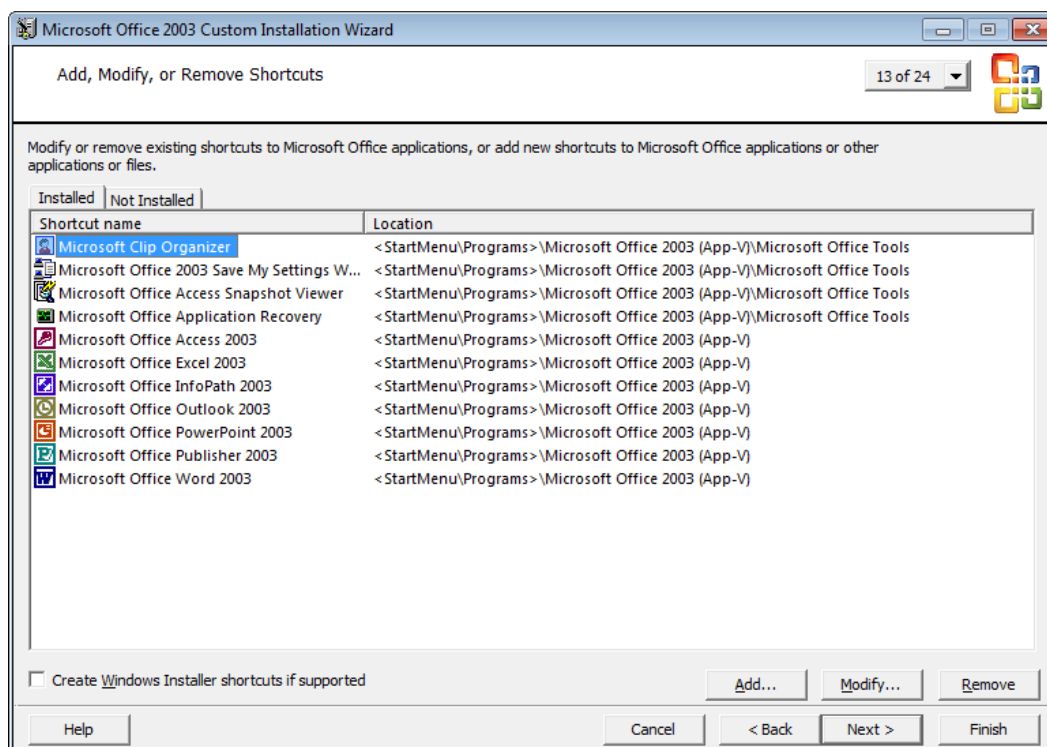 Microsoft Office 2003 Custom Installation Wizard
Add, Modify, or Remove Shortcuts
13 of 24
Modify or remove existing shortcuts to Microsoft Office applications, or add new shortcuts to Microsoft Office applications or other
applications or files.
Installed Not Installed
Shortcut name Location
Microsoft Clip Organizer <StartMenu\Programs>\Microsoft Office 2003 (App-V)\Microsoft Office Tools
Microsoft Office 2003 Save My Settings W... <StartMenu\Programs>\Microsoft Office 2003 (App-V)\Microsoft Office Tools
Microsoft Office Access Snapshot Viewer <StartMenu\Programs>\Microsoft Office 2003 (App-V)\Microsoft Office Tools
Microsoft Office Application Recovery <StartMenu\Programs>\Microsoft Office 2003 (App-V)\Microsoft Office Tools
Microsoft Office Access 2003 <StartMenu\Programs>\Microsoft Office 2003 (App-V)
Microsoft Office Excel 2003 <StartMenu\Programs>\Microsoft Office 2003 (App-V)
Microsoft Office InfoPath 2003 <StartMenu\Programs>\Microsoft Office 2003 (App-V)
Microsoft Office Outlook 2003 <StartMenu\Programs>\Microsoft Office 2003 (App-V)
Microsoft Office PowerPoint 2003 <StartMenu\Programs>\Microsoft Office 2003 (App-V)
Microsoft Office Publisher 2003 <StartMenu\Programs>\Microsoft Office 2003 (App-V)
Microsoft Office Word 2003 <StartMenu\Programs>\Microsoft Office 2003 (App-V)
Create Windows Installer shortcuts if supported
Add... Modify... Remove
Help Cancel < Back Next > Finish